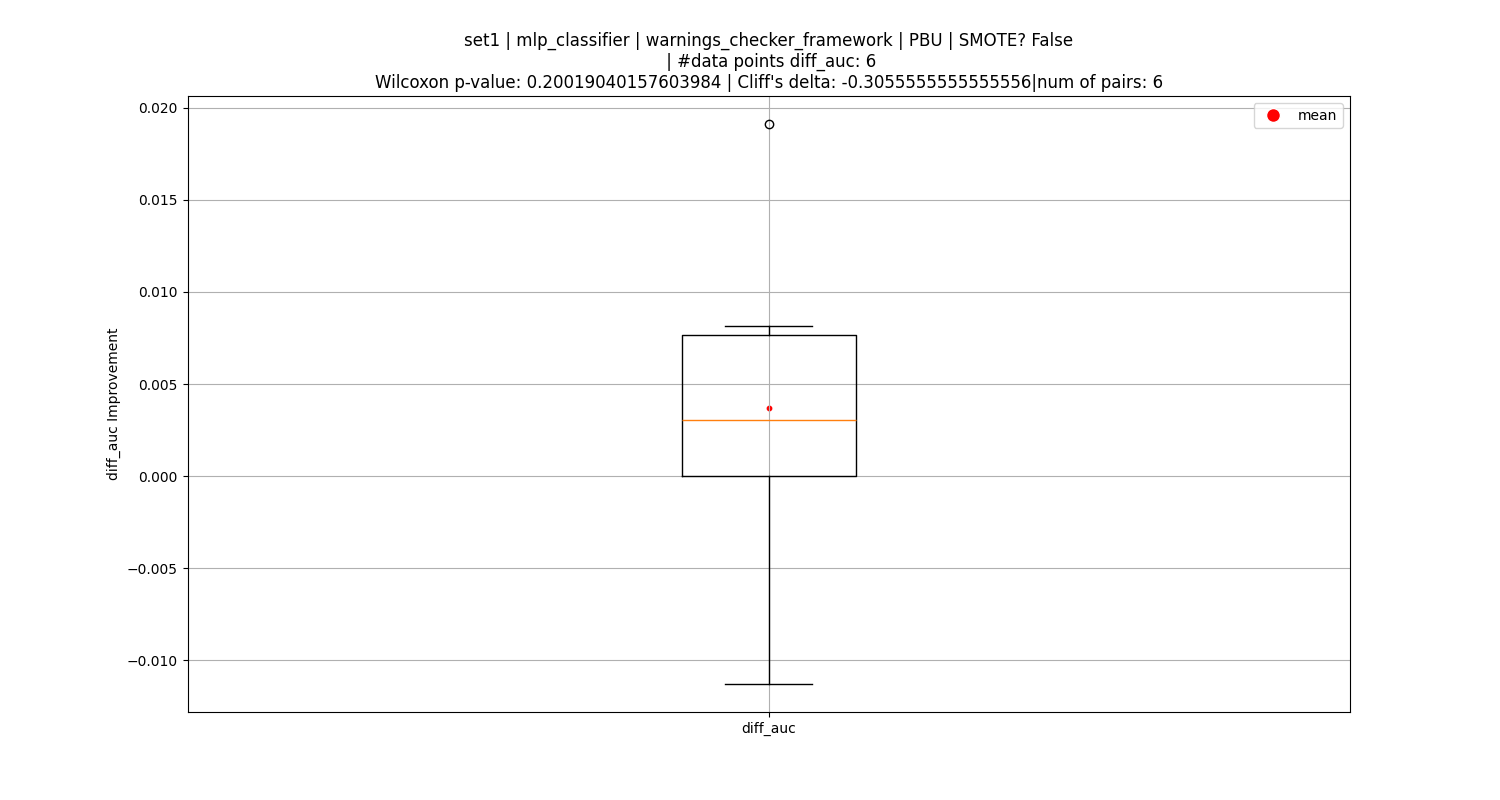 set1 | mlp_classifier | warnings_checker_framework | PBU | SMOTE? False
| #data points diff_auc: 6
Wilcoxon p-value: 0.20019040157603984 | Cliff's delta: -0.3055555555555556|num of pairs: 6
mean
0.020
0.015
0.010
0.005
0.000
−0.005
−0.010
diff_auc Improvement
diff_auc